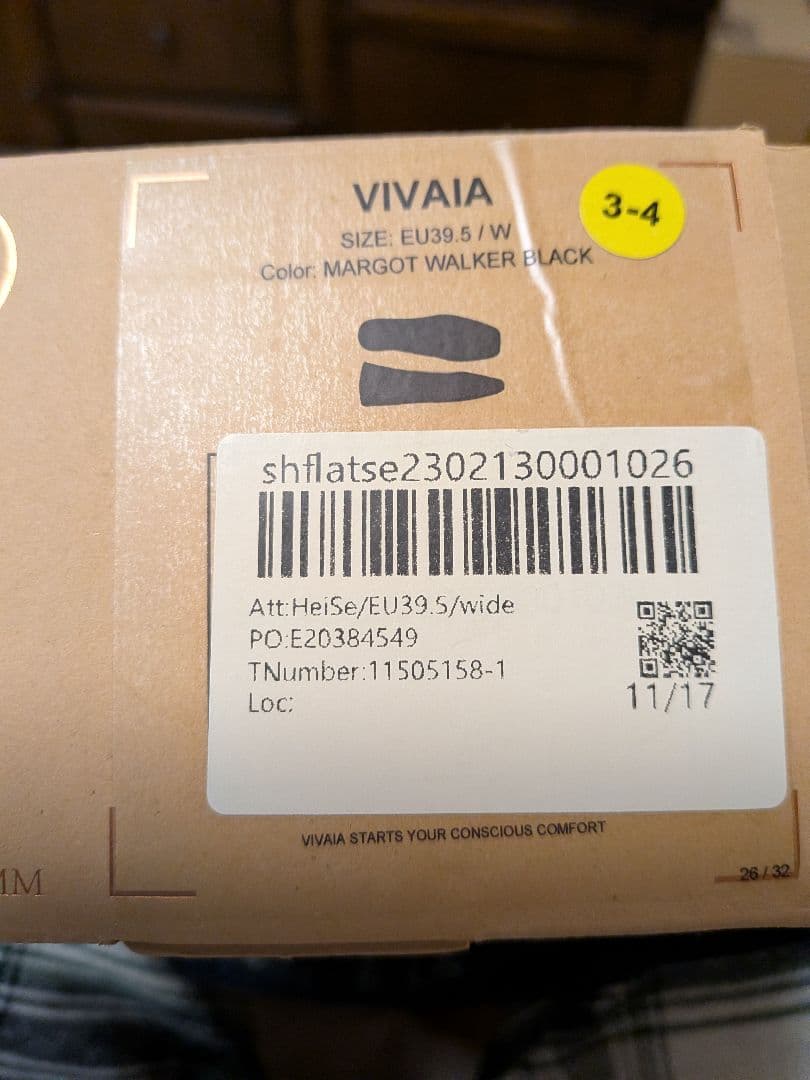 VIVAIA
3-4
SIZE: EU39.5 / W
Color: MARGOT WALKER BLACK
shflatse2302130001026
Att:HeiSe/EU39.5/wide
PO:E20384549
TNumber:11505158-1
Loc:
11/17
VIVAIA STARTS YOUR CONSCIOUS COMFORT
26 / 32